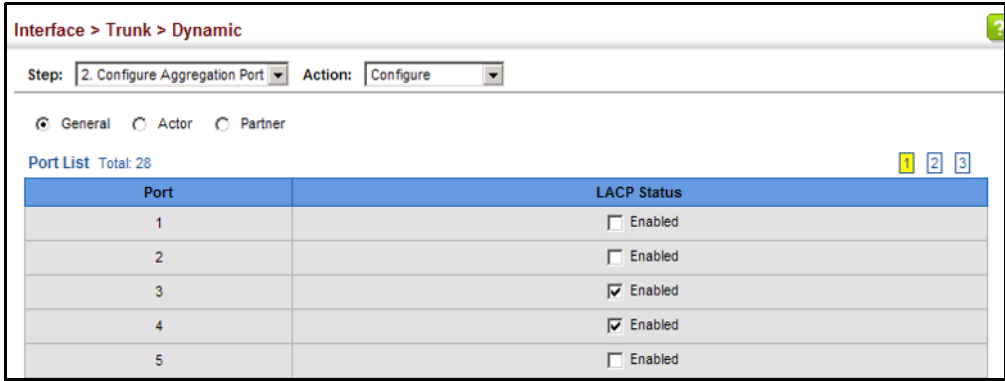 Interface > Trunk > Dynamic
?
Step: 2. Configure Aggregation Port Action: Configure
General Actor Partner
Port List Total: 28 1 2 3
Port LACP Status
1 Enabled
2 Enabled
3 Enabled
4 Enabled
5 Enabled